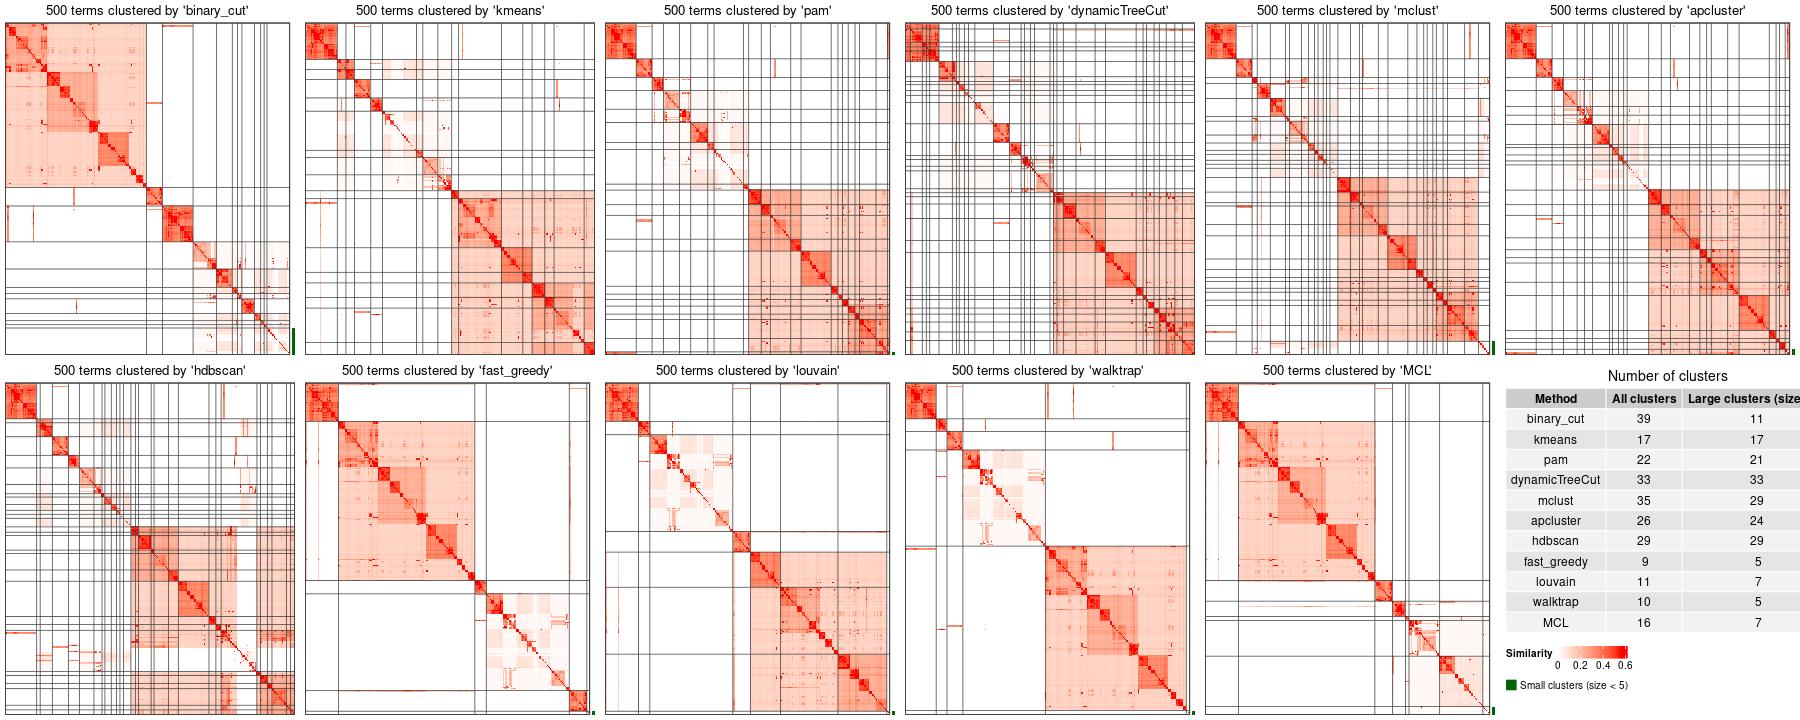 500 terms clustered by 'binary_cut'
500 terms clustered by 'kmeans'
500 terms clustered by 'pam'
500 terms clustered by 'dynamicTreeCut'
500 terms clustered by 'mclust'
500 terms clustered by 'apcluster'
500 terms clustered by 'hdbscan'
500 terms clustered by 'fast_greedy'
500 terms clustered by 'louvain'
500 terms clustered by 'walktrap'
500 terms clustered by 'MCL'
Number of clusters
Method All clusters Large clusters (size
binary_cut 39 11
kmeans 17 17
pam 22 21
dynamicTreeCut 33 33
mclust 35 29
apcluster 26 24
hdbscan 29 29
fast_greedy 9 5
louvain 11 7
walktrap 10 5
MCL 16 7
Similarity
0 0.2 0.4 0.6
Small clusters (size < 5)